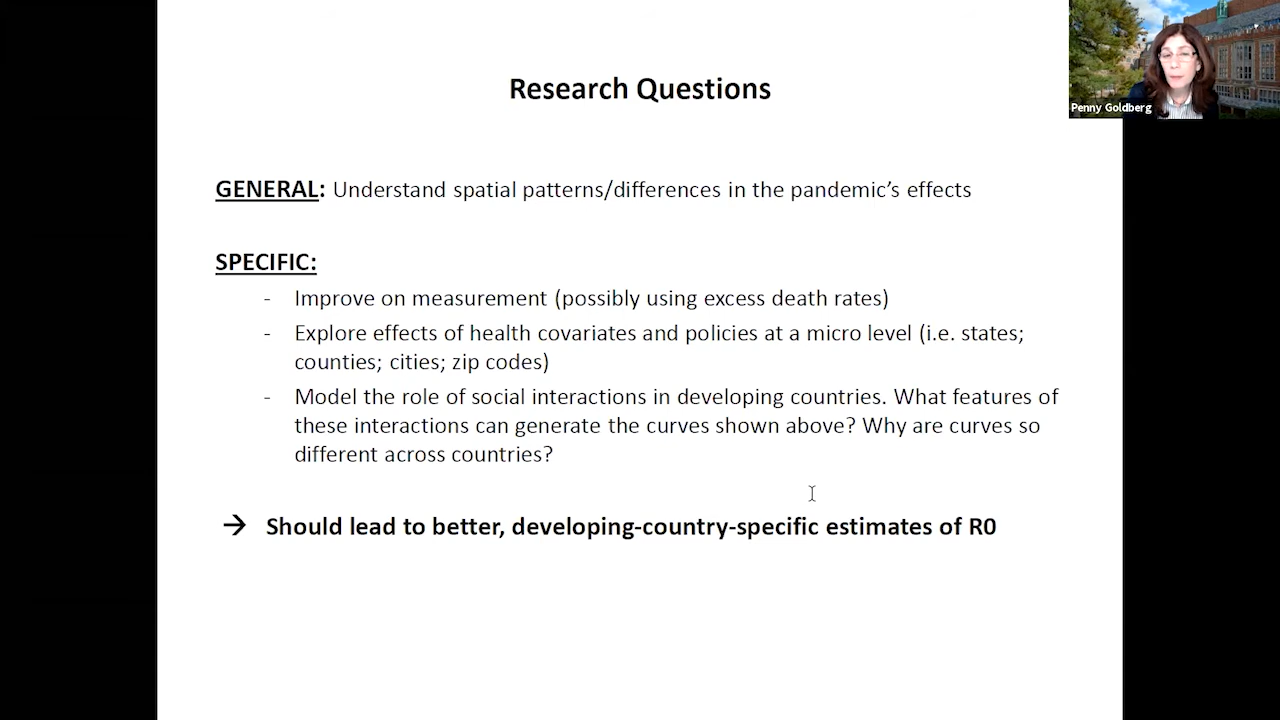 Research Questions
Penny Goldberg
GENERAL: Understand spatial patterns/differences in the pandemic’s effects
SPECIFIC:
- Improve on measurement (possibly using excess death rates)
- Explore effects of health covariates and policies at a micro level (i.e. states;
counties; cities; zip codes)
- Model the role of social interactions in developing countries. What features of
these interactions can generate the curves shown above? Why are curves so
different across countries?
→ Should lead to better, developing-country-specific estimates of R0